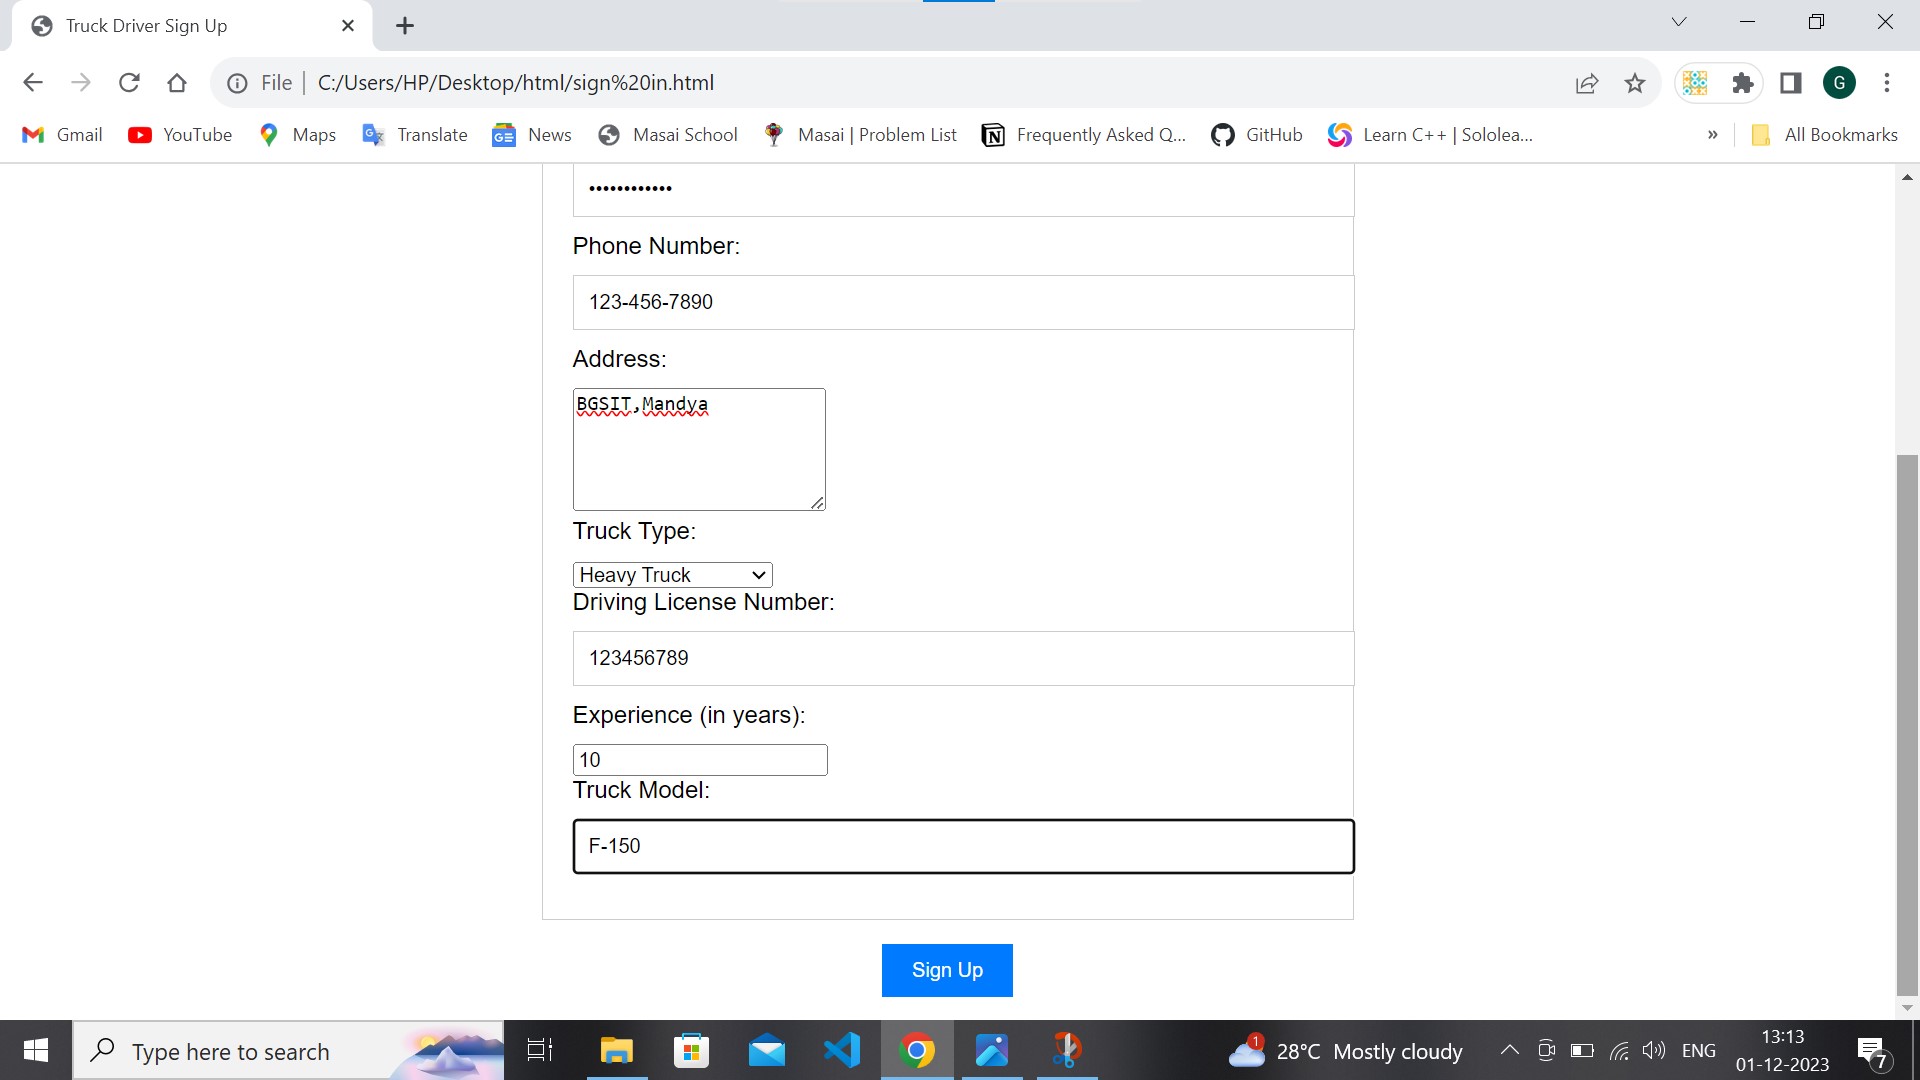 Truck Driver Sign Up
File
C:/Users/HP/Desktop/html/sign%20in.html
G
Gmail
YouTube
Maps
Translate
News
Masai School
Masai | Problem List
Frequently Asked Q...
GitHub
Learn C++ | Sololea...
»
All Bookmarks
••••••••••••
Phone Number:
123-456-7890
Address:
BGSIT,Mandya
Truck Type:
Heavy Truck
Driving License Number:
123456789
Experience (in years):
10
Truck Model:
F-150
Sign Up
Type here to search
1
28°C Mostly cloudy
ENG
13:13
01-12-2023
7